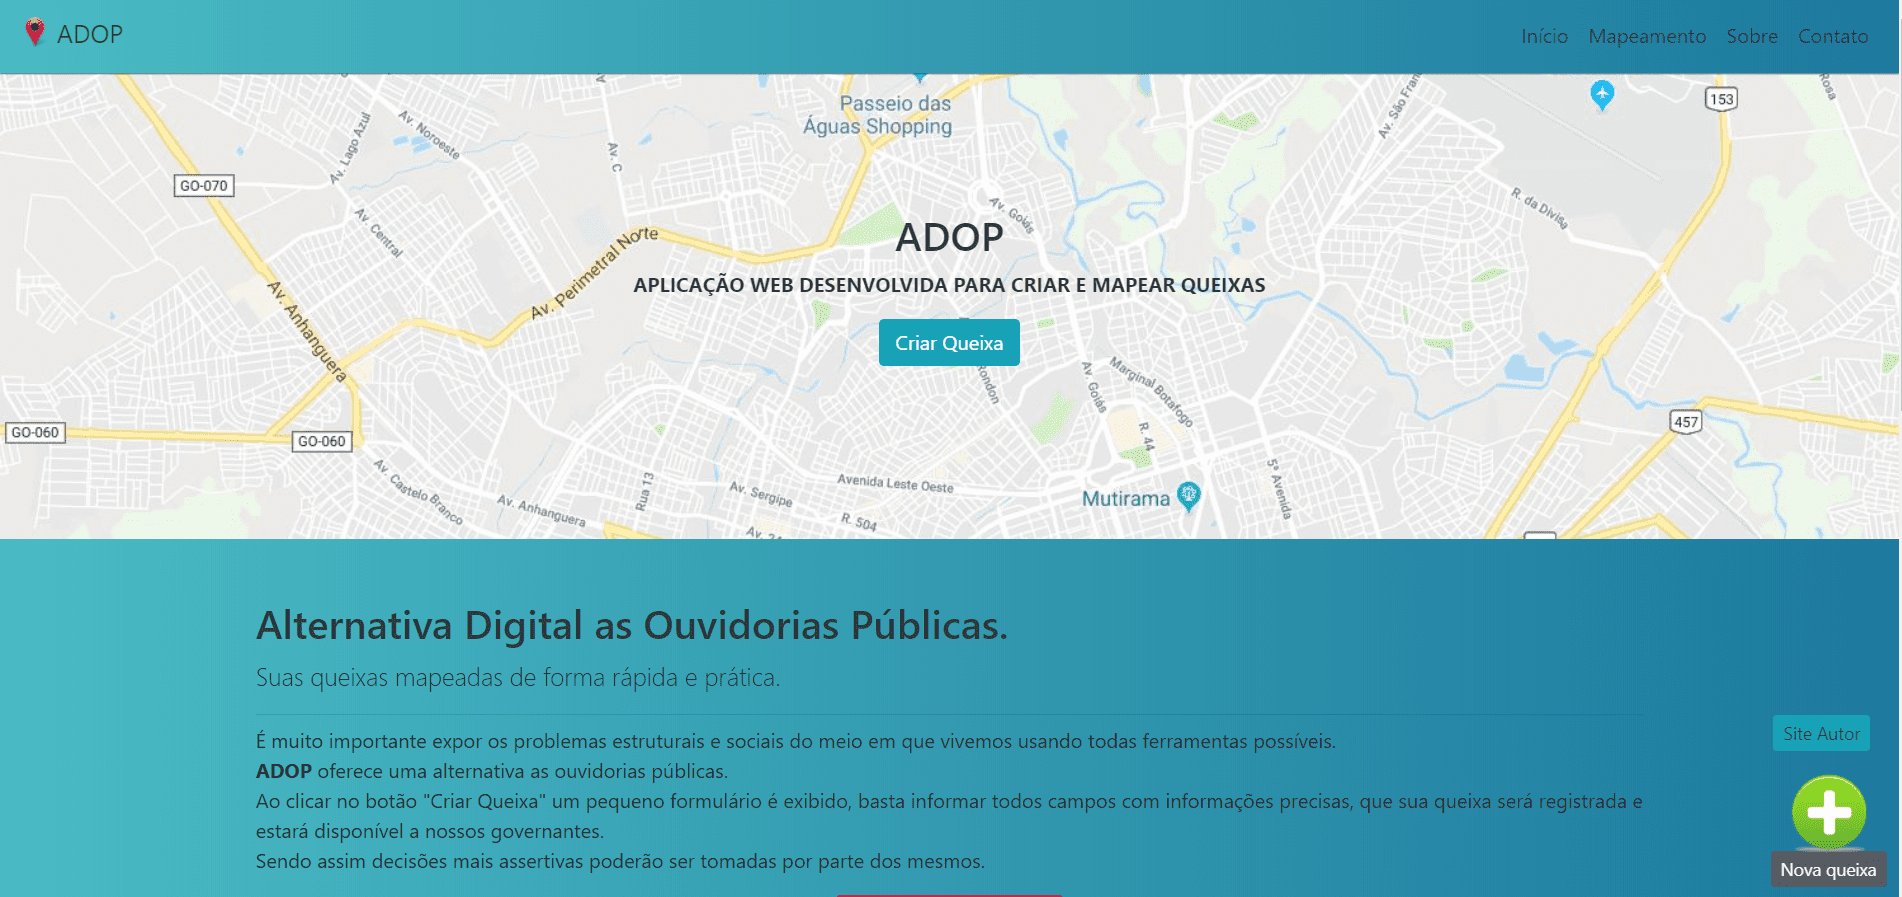 ADOP
Início Mapeamento Sobre Contato
Passeio das
Águas Shopping
153
Av. Lago Azul
Av. Noroeste
Av. C
Av. São Fran
Rosa
GO-070
Av. Central
Av. Perimetral Norte
Av. Goiás
R. da Divisa
ADOP
APLICAÇÃO WEB DESENVOLVIDA PARA CRIAR E MAPEAR QUEIXAS
Criar Queixa
Av. Anhanguera
Rondon
Av. Goiás
Marginal Botafogo
GO-060
GO-060
R. 44
457
Av. Castelo Branco
Av. Anhanguera
Rua 13
Av. Sergipe
Avenida Leste Oeste
R. 504
Mutirama
5ª Avenida
Alternativa Digital as Ouvidorias Públicas.
Suas queixas mapeadas de forma rápida e prática.
É muito importante expor os problemas estruturais e sociais do meio em que vivemos usando todas ferramentas possíveis.
ADOP oferece uma alternativa as ouvidorias públicas.
Ao clicar no botão "Criar Queixa" um pequeno formulário é exibido, basta informar todos campos com informações precisas, que sua queixa será registrada e
estará disponível a nossos governantes.
Sendo assim decisões mais assertivas poderão ser tomadas por parte dos mesmos.
Site Autor
Nova queixa